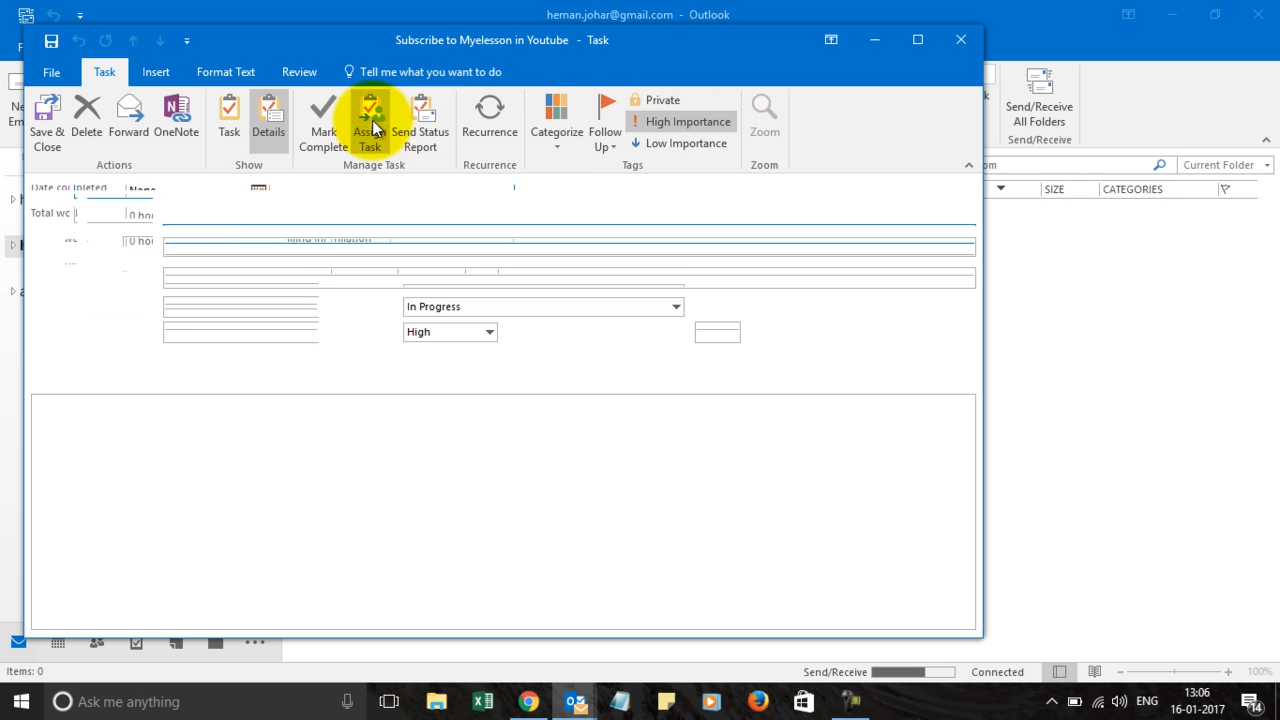 heman.johar@gmail.com - Outlook
Subscribe to Myelesson in Youtube - Task
File Task Insert Format Text Review Tell me what you want to do
Save & Close
Delete
Forward
OneNote
Task
Details
Mark Complete
Assign Task
Send Status Report
Recurrence
Categorize
Follow Up
Private
High Importance
Low Importance
Zoom
Actions Show Manage Task Recurrence Tags Zoom
Send/Receive All Folders
Send/Receive
Current Folder
SIZE CATEGORIES
None
0 hou
0 hou
In Progress
High
Items: 0
Send/Receive
Connected
100%
Ask me anything
ENG
13:06
16-01-2017
14